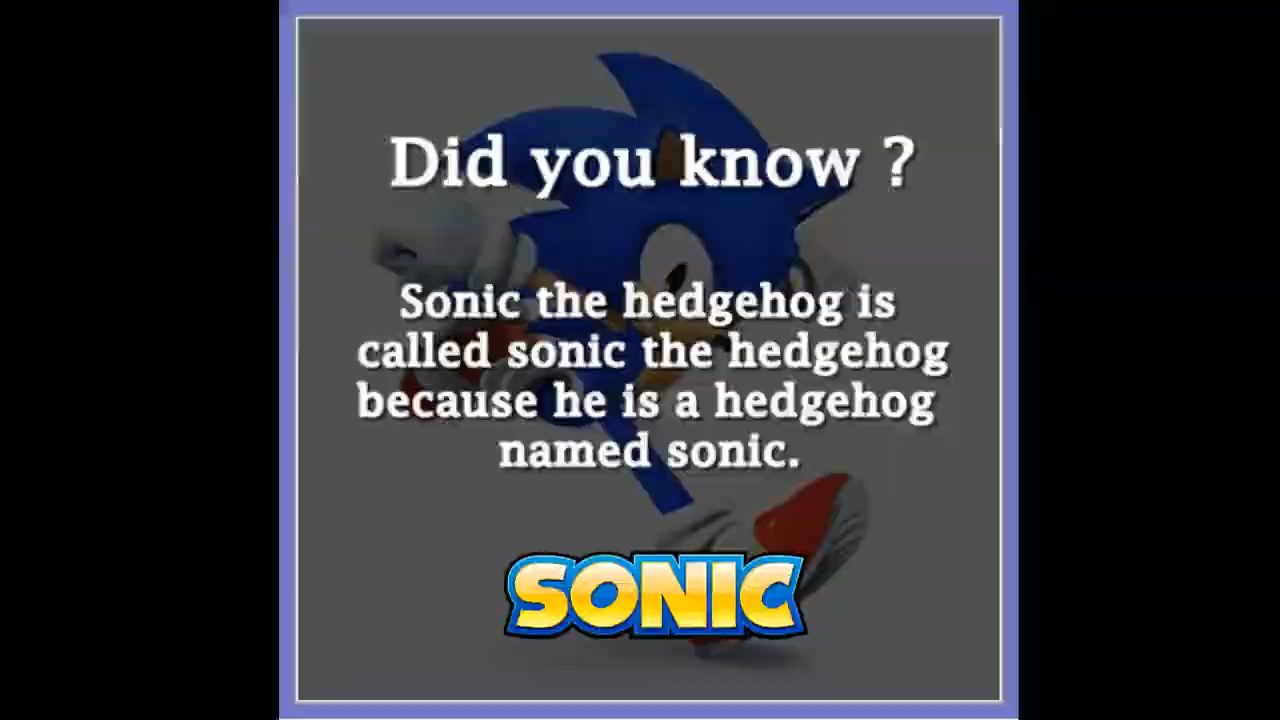 Did you know ?
Sonic the hedgehog is
called sonic the hedgehog
because he is a hedgehog
named sonic.
SONIC